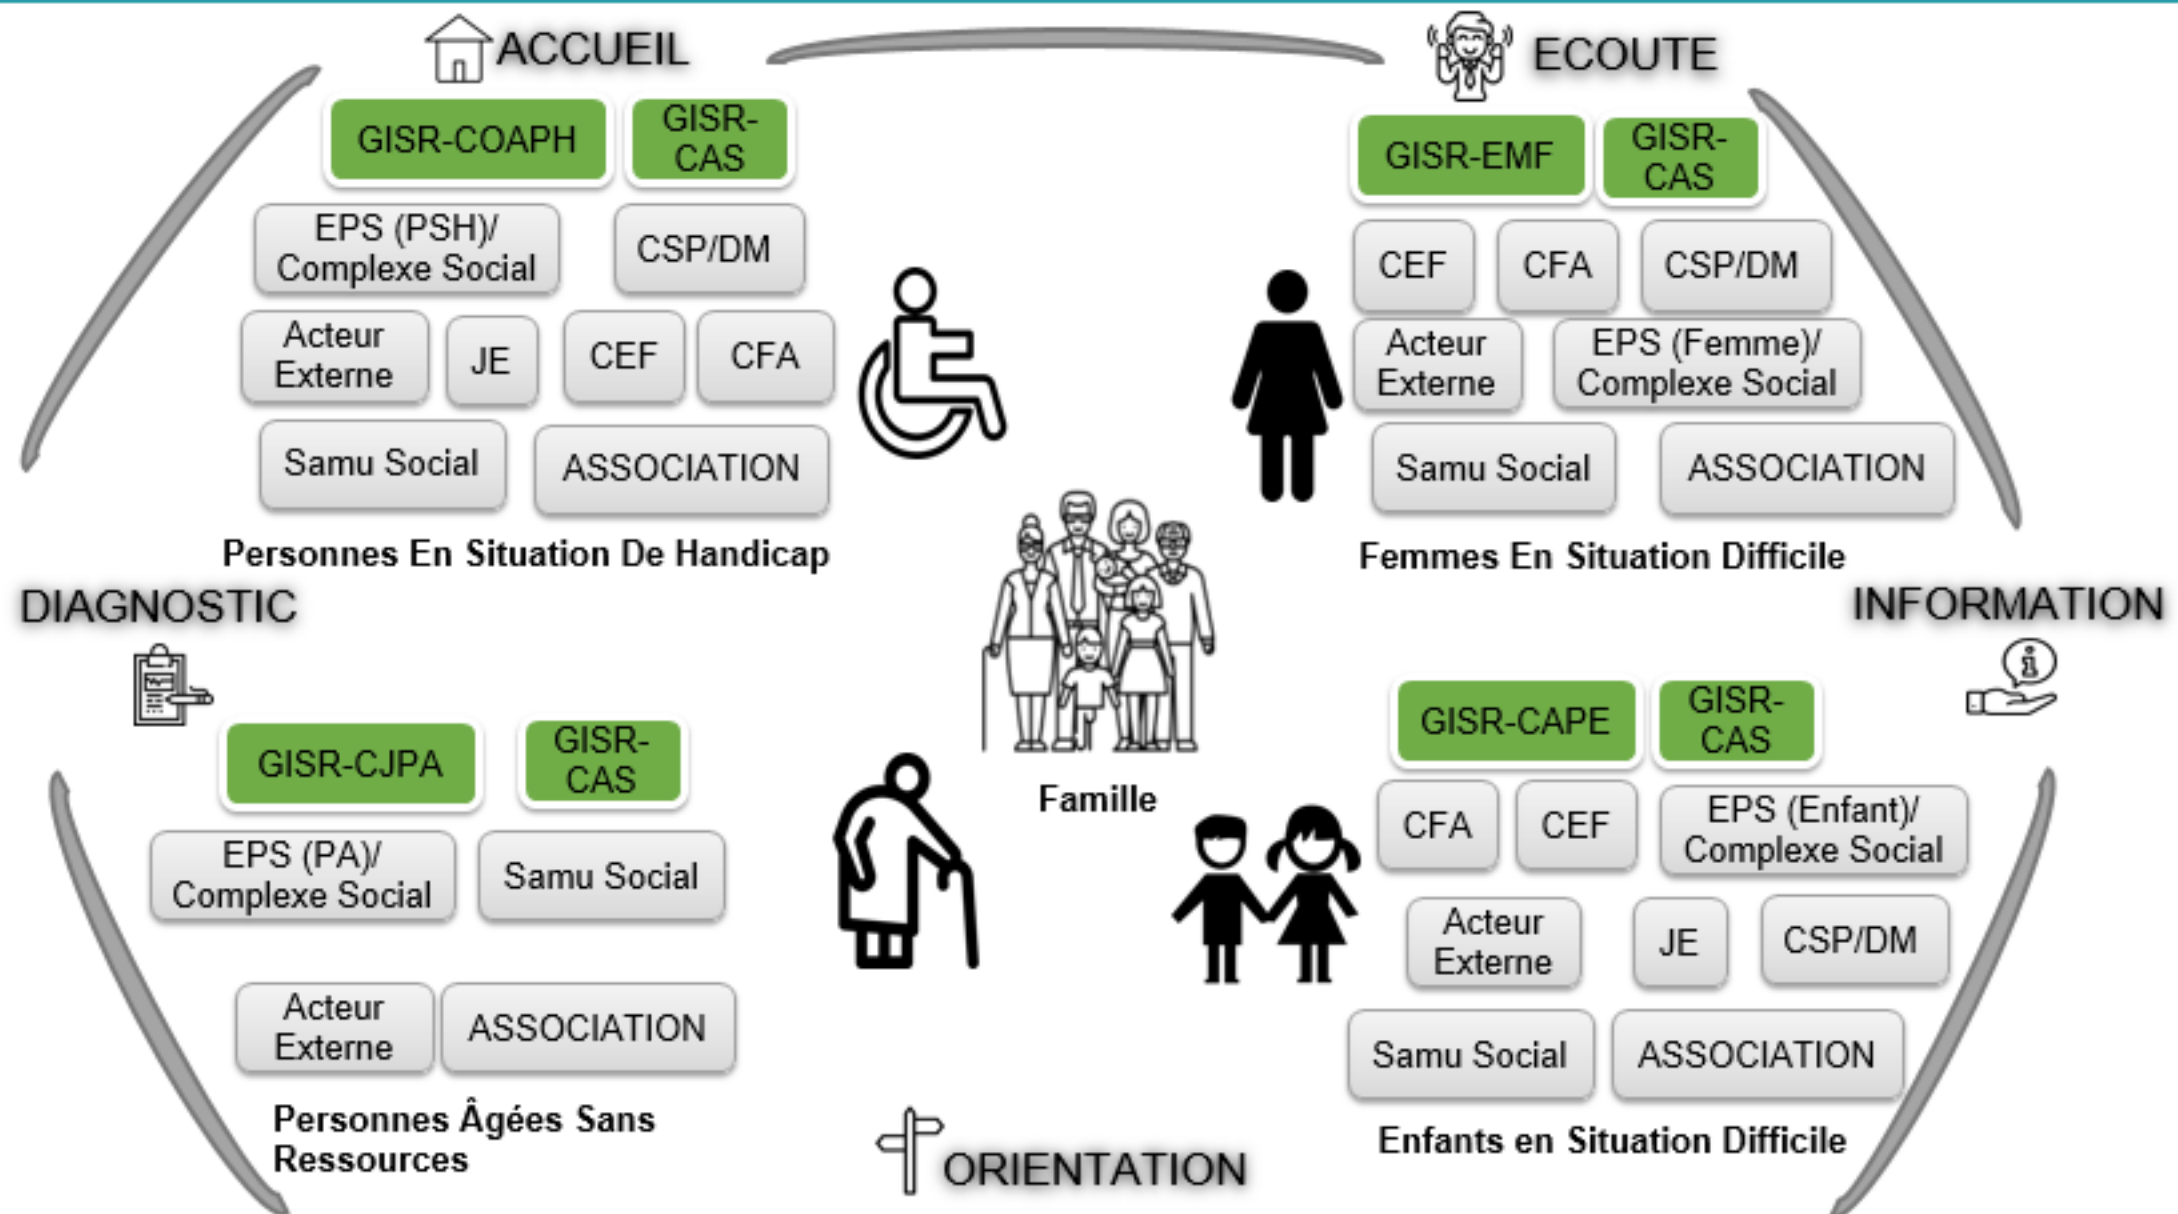 ACCUEIL
ECOUTE
GISR-COAPH
GISR-
CAS
EPS (PSH)/
Complexe Social
CSP/DM
Acteur
Externe
JE
CEF
CFA
Samu Social
ASSOCIATION
Personnes En Situation De Handicap
GISR-EMF
GISR-
CAS
CEF
CFA
CSP/DM
Acteur
Externe
EPS (Femme)/
Complexe Social
Samu Social
ASSOCIATION
Femmes En Situation Difficile
DIAGNOSTIC
INFORMATION
Famille
GISR-CJPA
GISR-
CAS
EPS (PA)/
Complexe Social
Samu Social
Acteur
Externe
ASSOCIATION
Personnes Âgées Sans
Ressources
GISR-CAPE
GISR-
CAS
CFA
CEF
EPS (Enfant)/
Complexe Social
Acteur
Externe
JE
CSP/DM
Samu Social
ASSOCIATION
Enfants en Situation Difficile
ORIENTATION